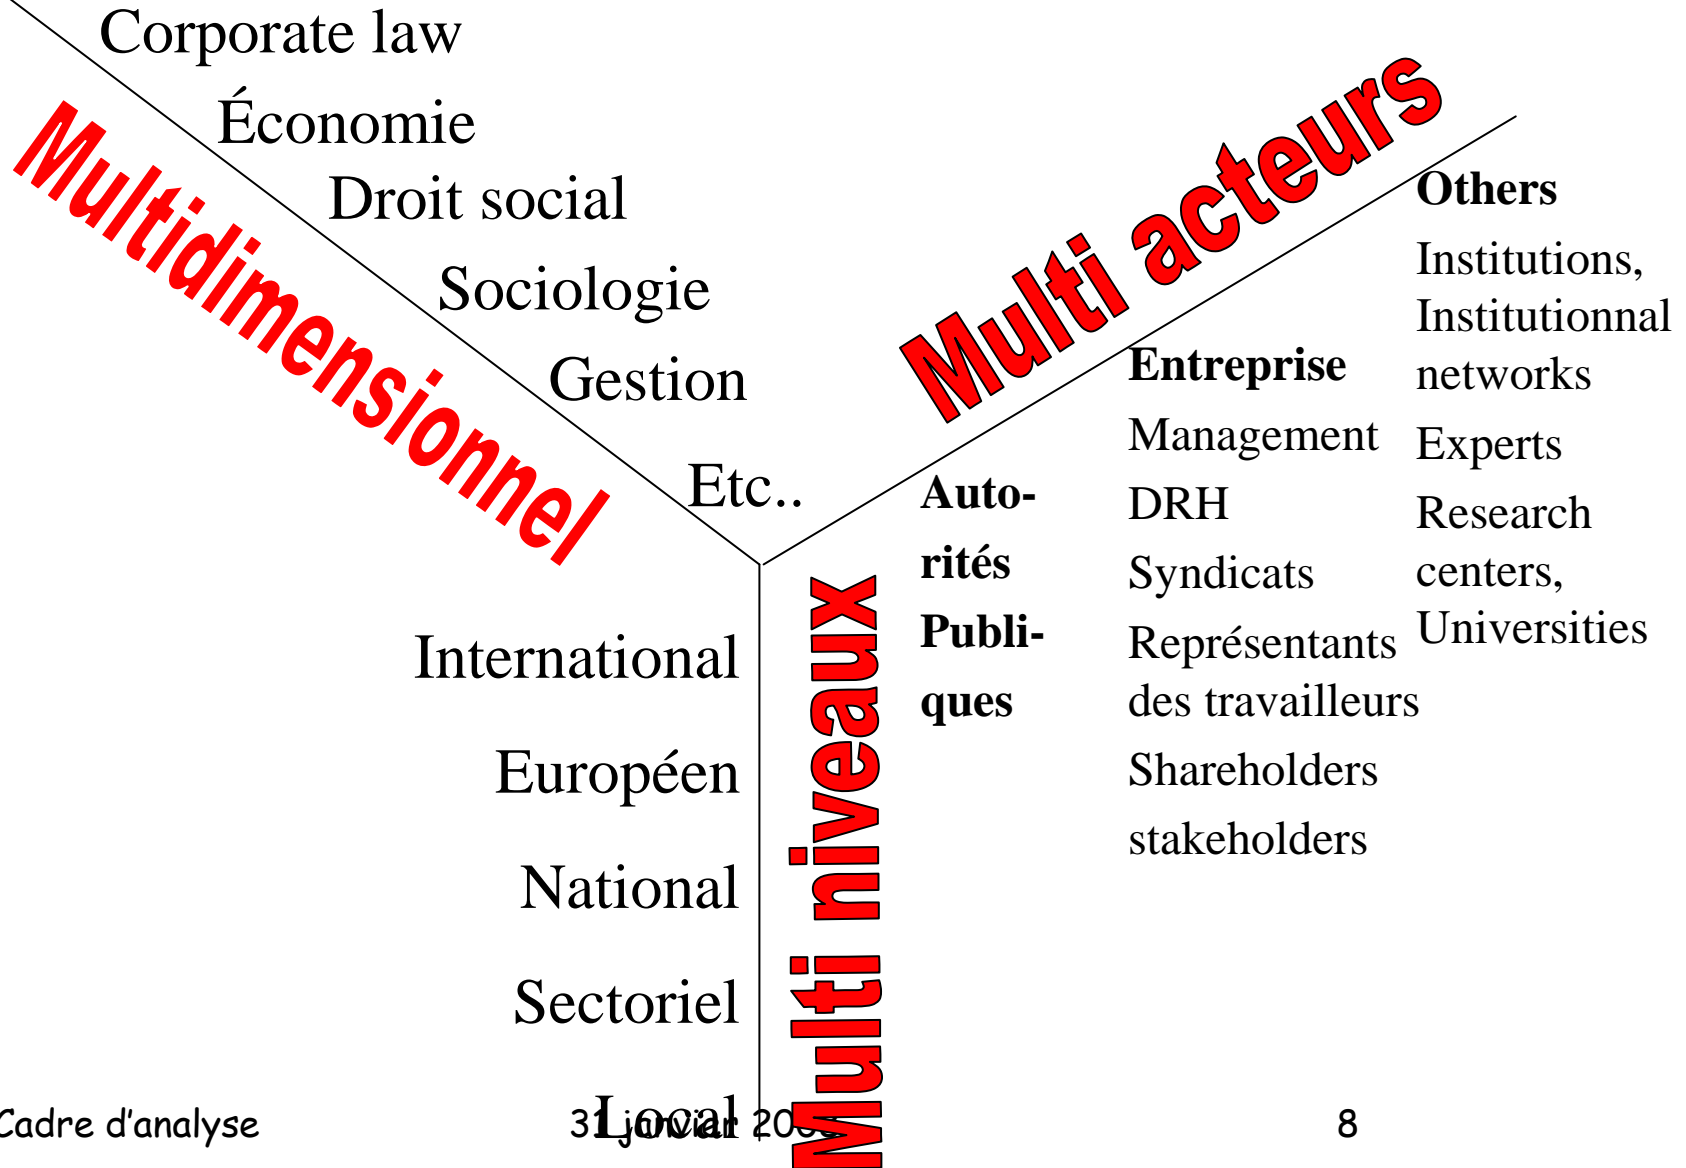 Corporate law
Économie
Droit social
Sociologie
Gestion
Etc..
Multidimensionnel
Multi acteurs
Auto-
rités
Publi-
ques
Entreprise
Management
DRH
Syndicats
Représentants
des travailleurs
Shareholders
stakeholders
Others
Institutions,
Institutionnal
networks
Experts
Research
centers,
Universities
Multi niveaux
International
Européen
National
Sectoriel
Local
Cadre d'analyse
janvier
8